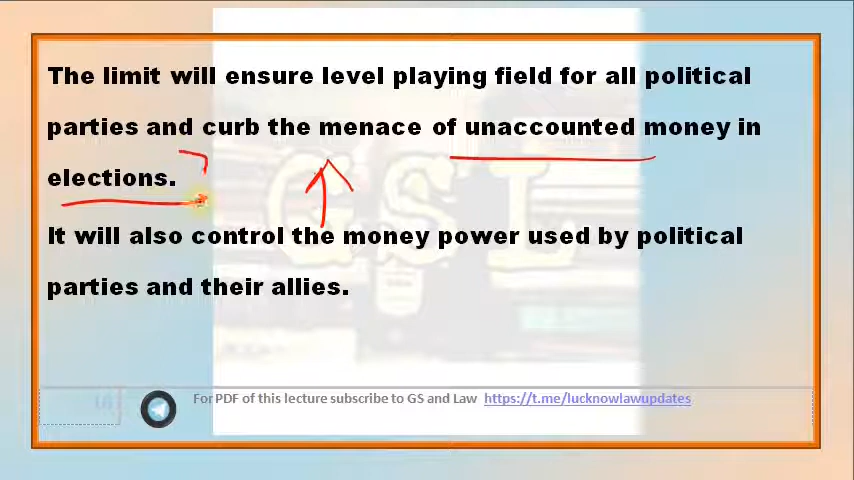 The limit will ensure level playing field for all political
parties and curb the menace of unaccounted money in
elections.
It will also control the money power used by political
parties and their allies.
GSL
For PDF of this lecture subscribe to GS and Law https://t.me/lucknowlawupdates